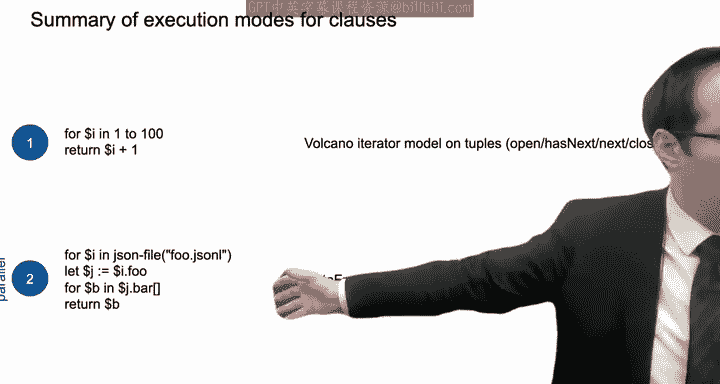 GPT中英字幕课程资源@bilibili.com
Summary of execution modes for clauses
1
for $i in 1 to 100
return $i + 1
Volcano iterator model on tuples (open/hasNext/next/clos
parallel
2
for $i in json-file("foo.jsonl")
let $j := $i.foo
for $b in $j.bar[]
return $b